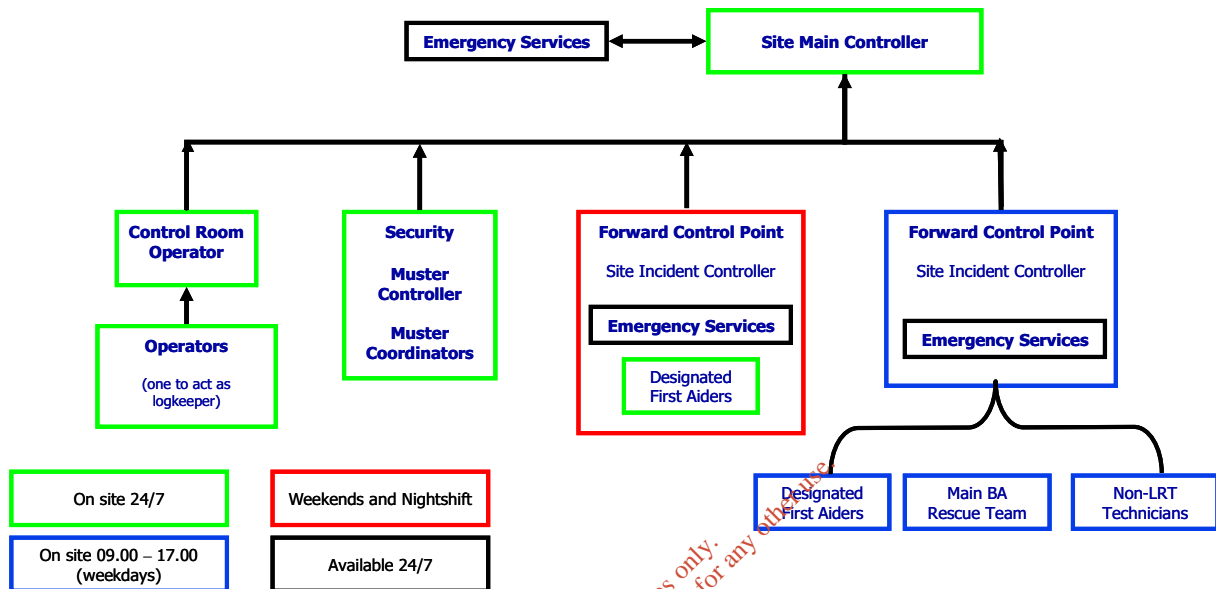 Emergency Services
Site Main Controller
Control Room
Operator
Operators
(one to act as
logkeeper)
Security
Muster
Controller
Muster
Coordinators
Forward Control Point
Site Incident Controller
Emergency Services
Designated
First Aiders
Forward Control Point
Site Incident Controller
Emergency Services
Designated
First Aiders
Main BA
Rescue Team
Non-LRT
Technicians
On site 24/7
Weekends and Nightshift
On site 09.00 – 17.00
(weekdays)
Available 24/7
only.
for any other use.